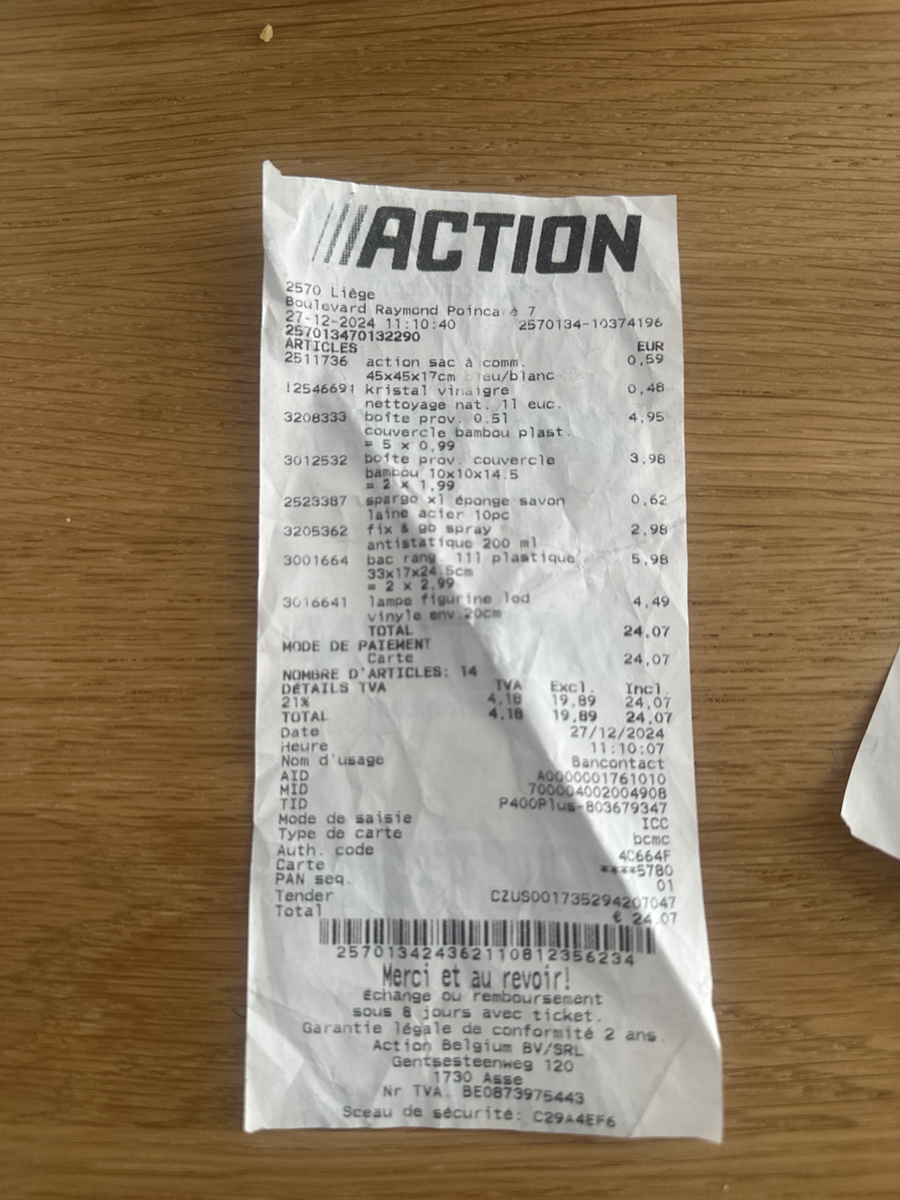 ACTION
2570 Liège
Boulevard Raymond Poincaré 7
27-12-2024 11:10:40 2570134-10374196
257013470132290
ARTICLES EUR
2511736 action sac à comm. 0,59
45x45x17cm bleu/blanc
12546691 kristal vinaigre 0,48
nettoyage nat. 1l euc.
3208333 boîte prov. 0.5l 4,95
couvercle bambou plast.
= 5 x 0,99
3012532 boîte prov. couvercle 3,98
bambou 10x10x14.5
= 2 x 1,99
2523387 spargo x1 éponge savon 0,62
laine acier 10pc
3205362 fix & go spray 2,98
antistatique 200 ml
3001664 bac rang. 11l plastique 5,98
33x17x24.5cm
= 2 x 2,99
3016641 lampe figurine led 4,49
vinyle env.20cm
TOTAL 24,07
MODE DE PAIEMENT
Carte 24,07
NOMBRE D'ARTICLES: 14
DÉTAILS TVA TVA Excl. Incl.
21% 4,18 19,89 24,07
TOTAL 4,18 19,89 24,07
Date 27/12/2024
Heure 11:10:07
Nom d'usage Bancontact
AID A0000001761010
MID 700004002004908
TID P400Plus-803679347
Mode de saisie ICC
Type de carte bcmc
Auth. code 4C664F
Carte ****5780
PAN seq. 01
Tender CZUS001735294207047
Total € 24,07
257013424362110812356234
Merci et au revoir!
Échange ou remboursement
sous 8 jours avec ticket.
Garantie légale de conformité 2 ans.
Action Belgium BV/SRL
Gentsesteenweg 120
1730 Asse
Nr TVA. BE0873975443
Sceau de sécurité: C29A4EF6